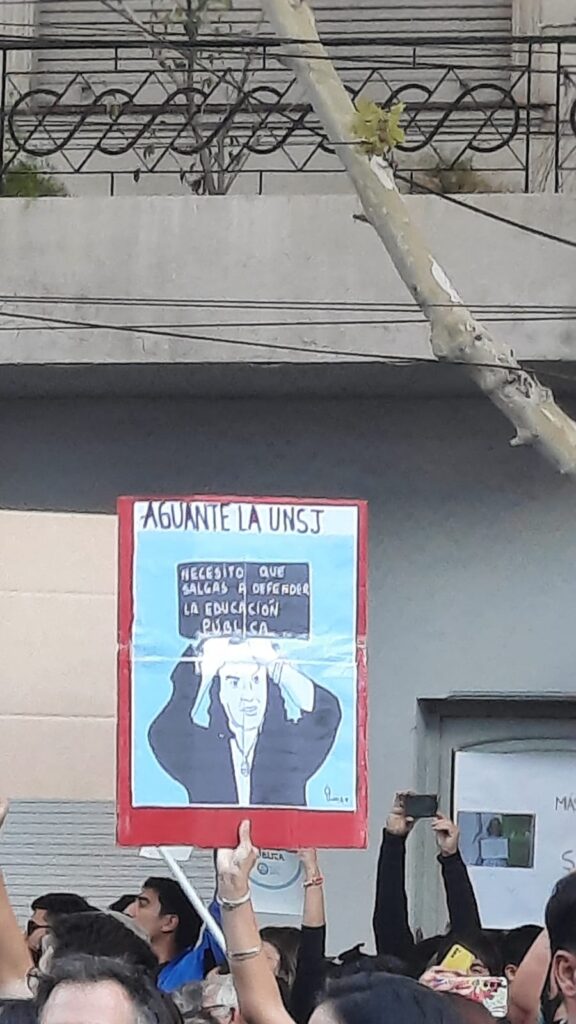 AGUANTE LA UNSJ
NECESITO QUE
SALGAS A DEFENDER
LA EDUCACIÓN
PÚBLICA